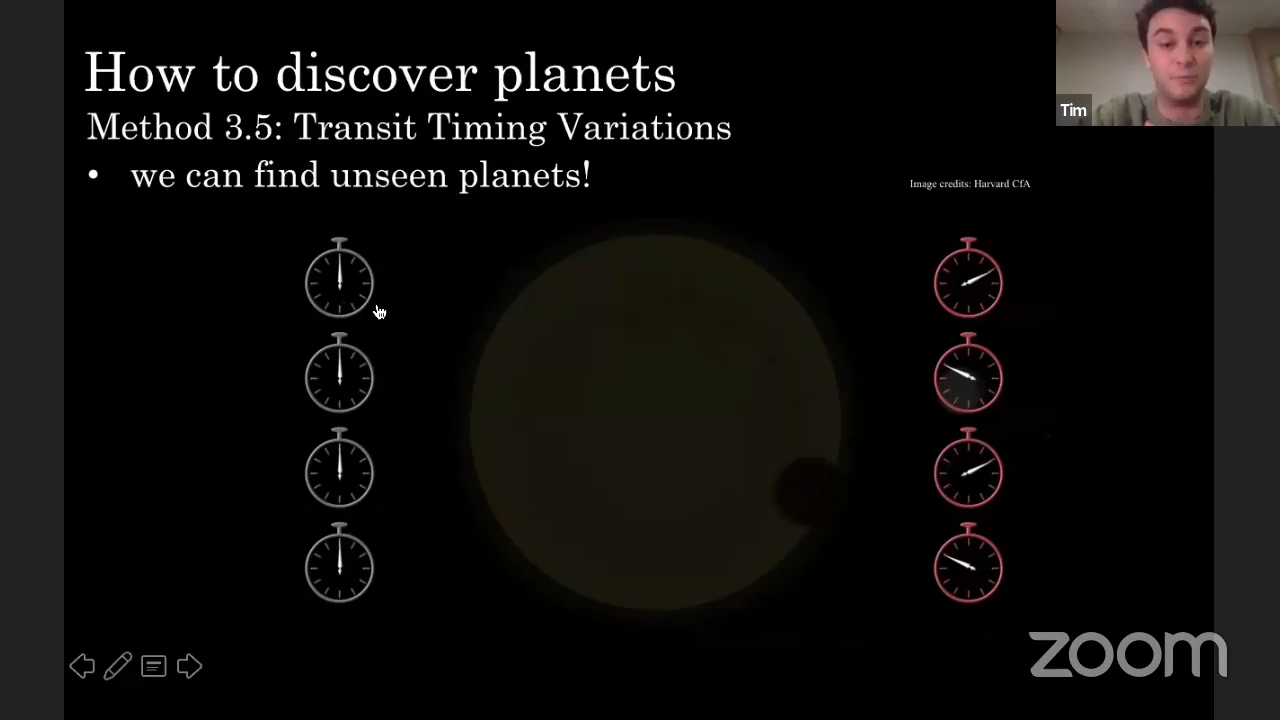 How to discover planets
Method 3.5: Transit Timing Variations
• we can find unseen planets!
Image credits: Harvard CfA
Tim
zoom